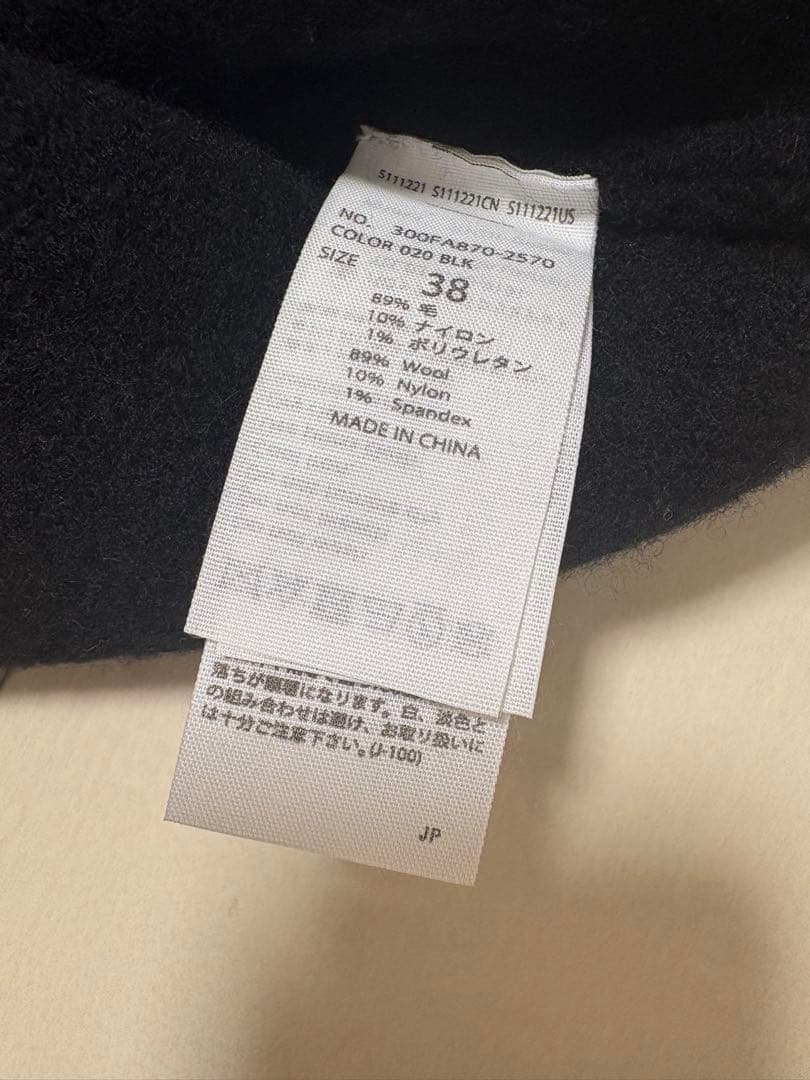 S111221 S111221CN S111221US
NO. 300FA870-2570
COLOR 020 BLK
SIZE 38
89% 毛
10% ナイロン
1% ポリウレタン
89% Wool
10% Nylon
1% Spandex
MADE IN CHINA
落ちが顕著になります。白、淡色と
の組み合わせは避け、お取り扱いに
は十分ご注意下さい。(J-100)
JP